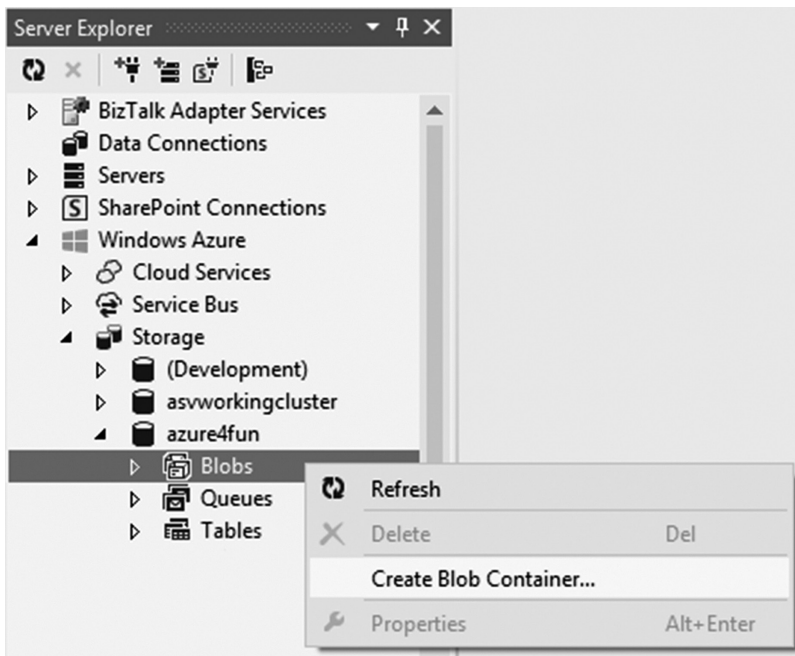 Server Explorer
BizTalk Adapter Services
Data Connections
Servers
SharePoint Connections
Windows Azure
Cloud Services
Service Bus
Storage
(Development)
asvworkingcluster
azure4fun
Blobs
Queues
Tables
Refresh
Delete Del
Create Blob Container...
Properties Alt+Enter